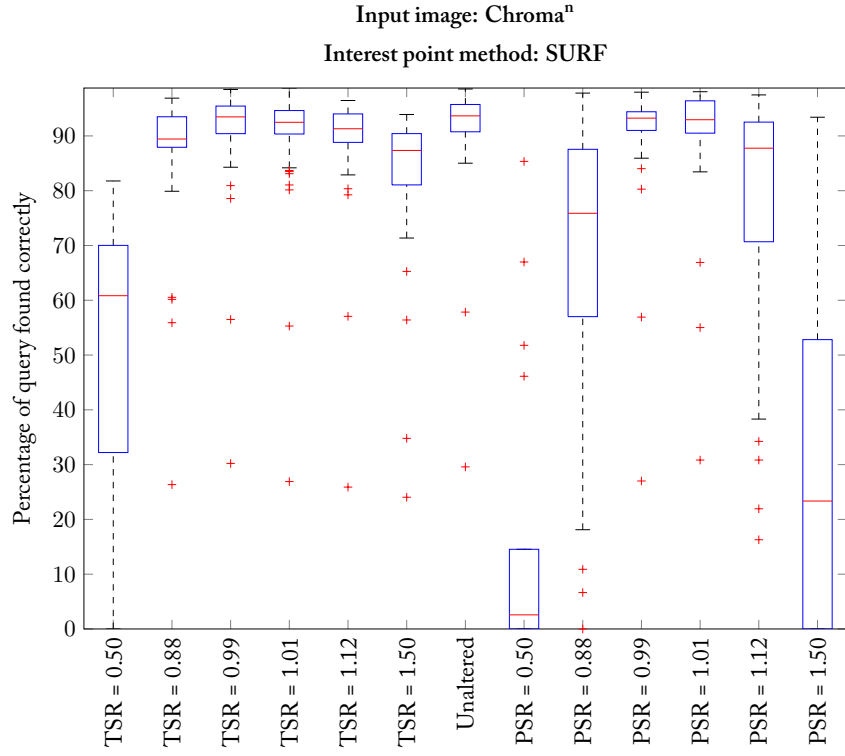 Input image: Chromaⁿ
Interest point method: SURF
Percentage of query found correctly
90
80
70
60
50
40
30
20
10
0
TSR = 0.50
TSR = 0.88
TSR = 0.99
TSR = 1.01
TSR = 1.12
TSR = 1.50
Unaltered
PSR = 0.50
PSR = 0.88
PSR = 0.99
PSR = 1.01
PSR = 1.12
PSR = 1.50